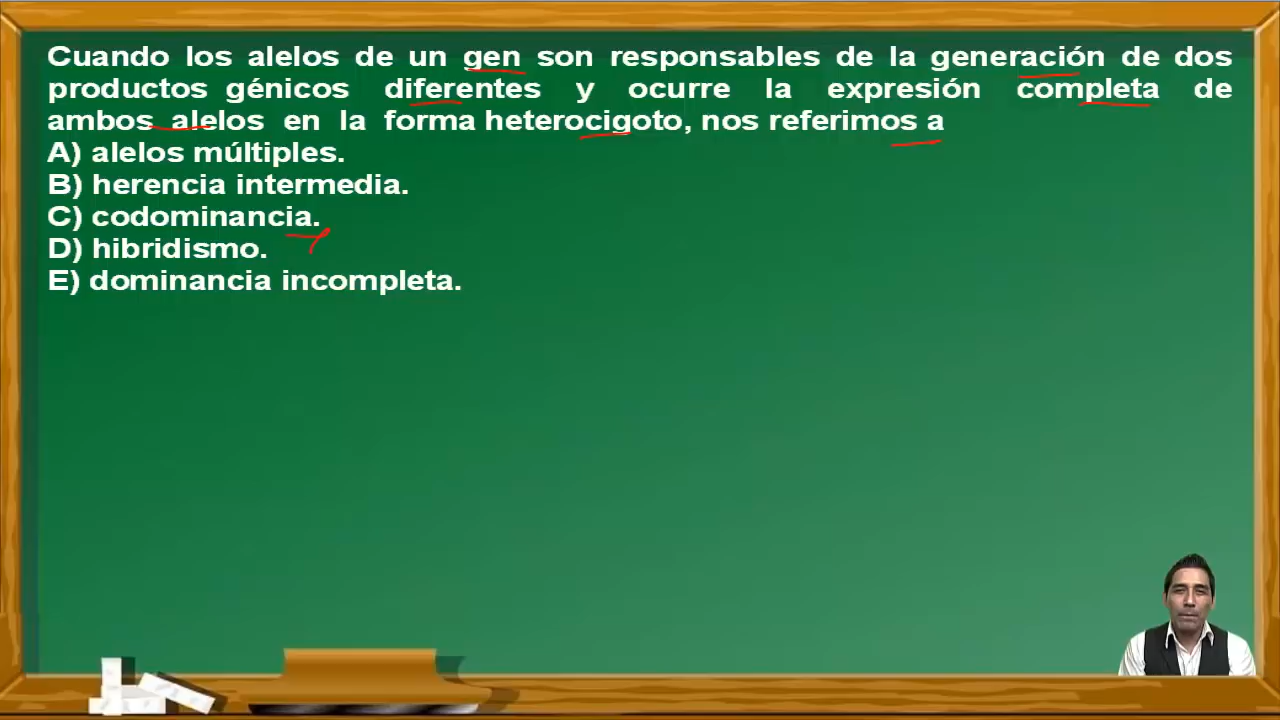 Cuando los alelos de un gen son responsables de la generación de dos
productos génicos diferentes y ocurre la expresión completa de
ambos alelos en la forma heterocigoto, nos referimos a
A) alelos múltiples.
B) herencia intermedia.
C) codominancia.
D) hibridismo.
E) dominancia incompleta.